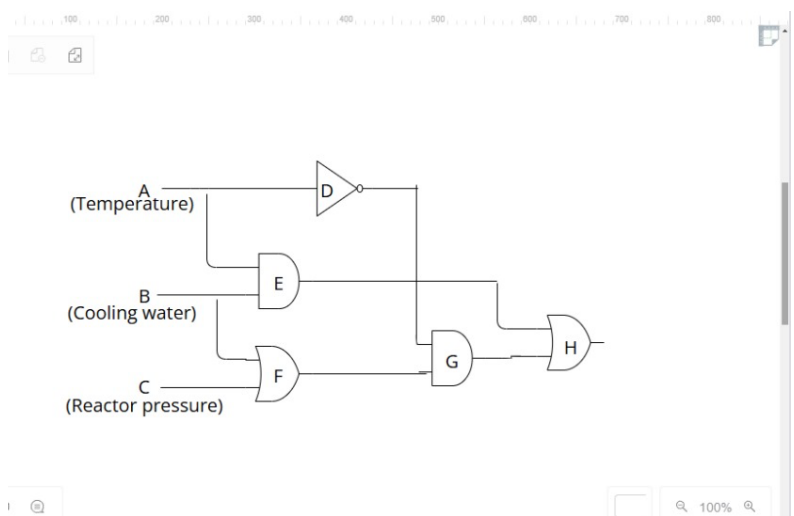 100 200 300 400 500 600 700 800
A
(Temperature)
D
E
B
(Cooling water)
H
G
F
C
(Reactor pressure)
100%